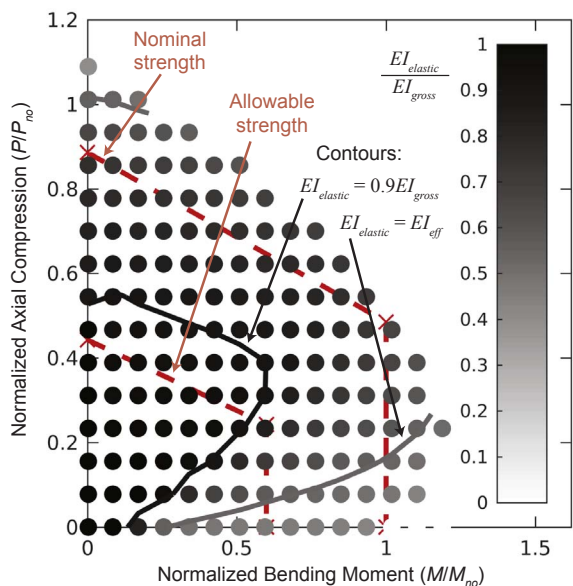 1.2
1
0.8
0.6
0.4
0.2
0
Normalized Axial Compression (P/Pno)
Nominal
strength
Allowable
strength
Contours:
EIelastic = 0.9EIgross
EIelastic = EIeff
EIelastic
EIgross
1
0.9
0.8
0.7
0.6
0.5
0.4
0.3
0.2
0.1
0
0
0.5
1
1.5
Normalized Bending Moment (M/Mno)